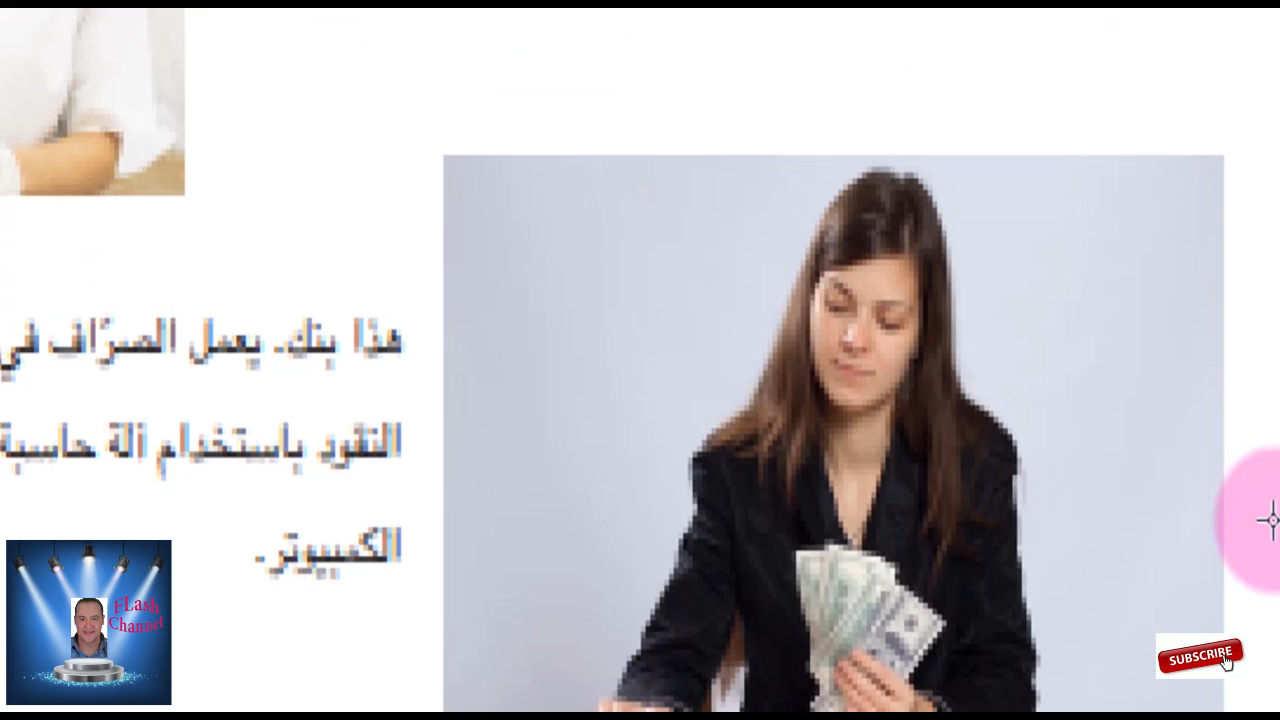 هذا بنك. يعمل الصرّاف في
النقود باستخدام آلة حاسبة
الكمبيوتر.
FLash
Channel
SUBSCRIBE